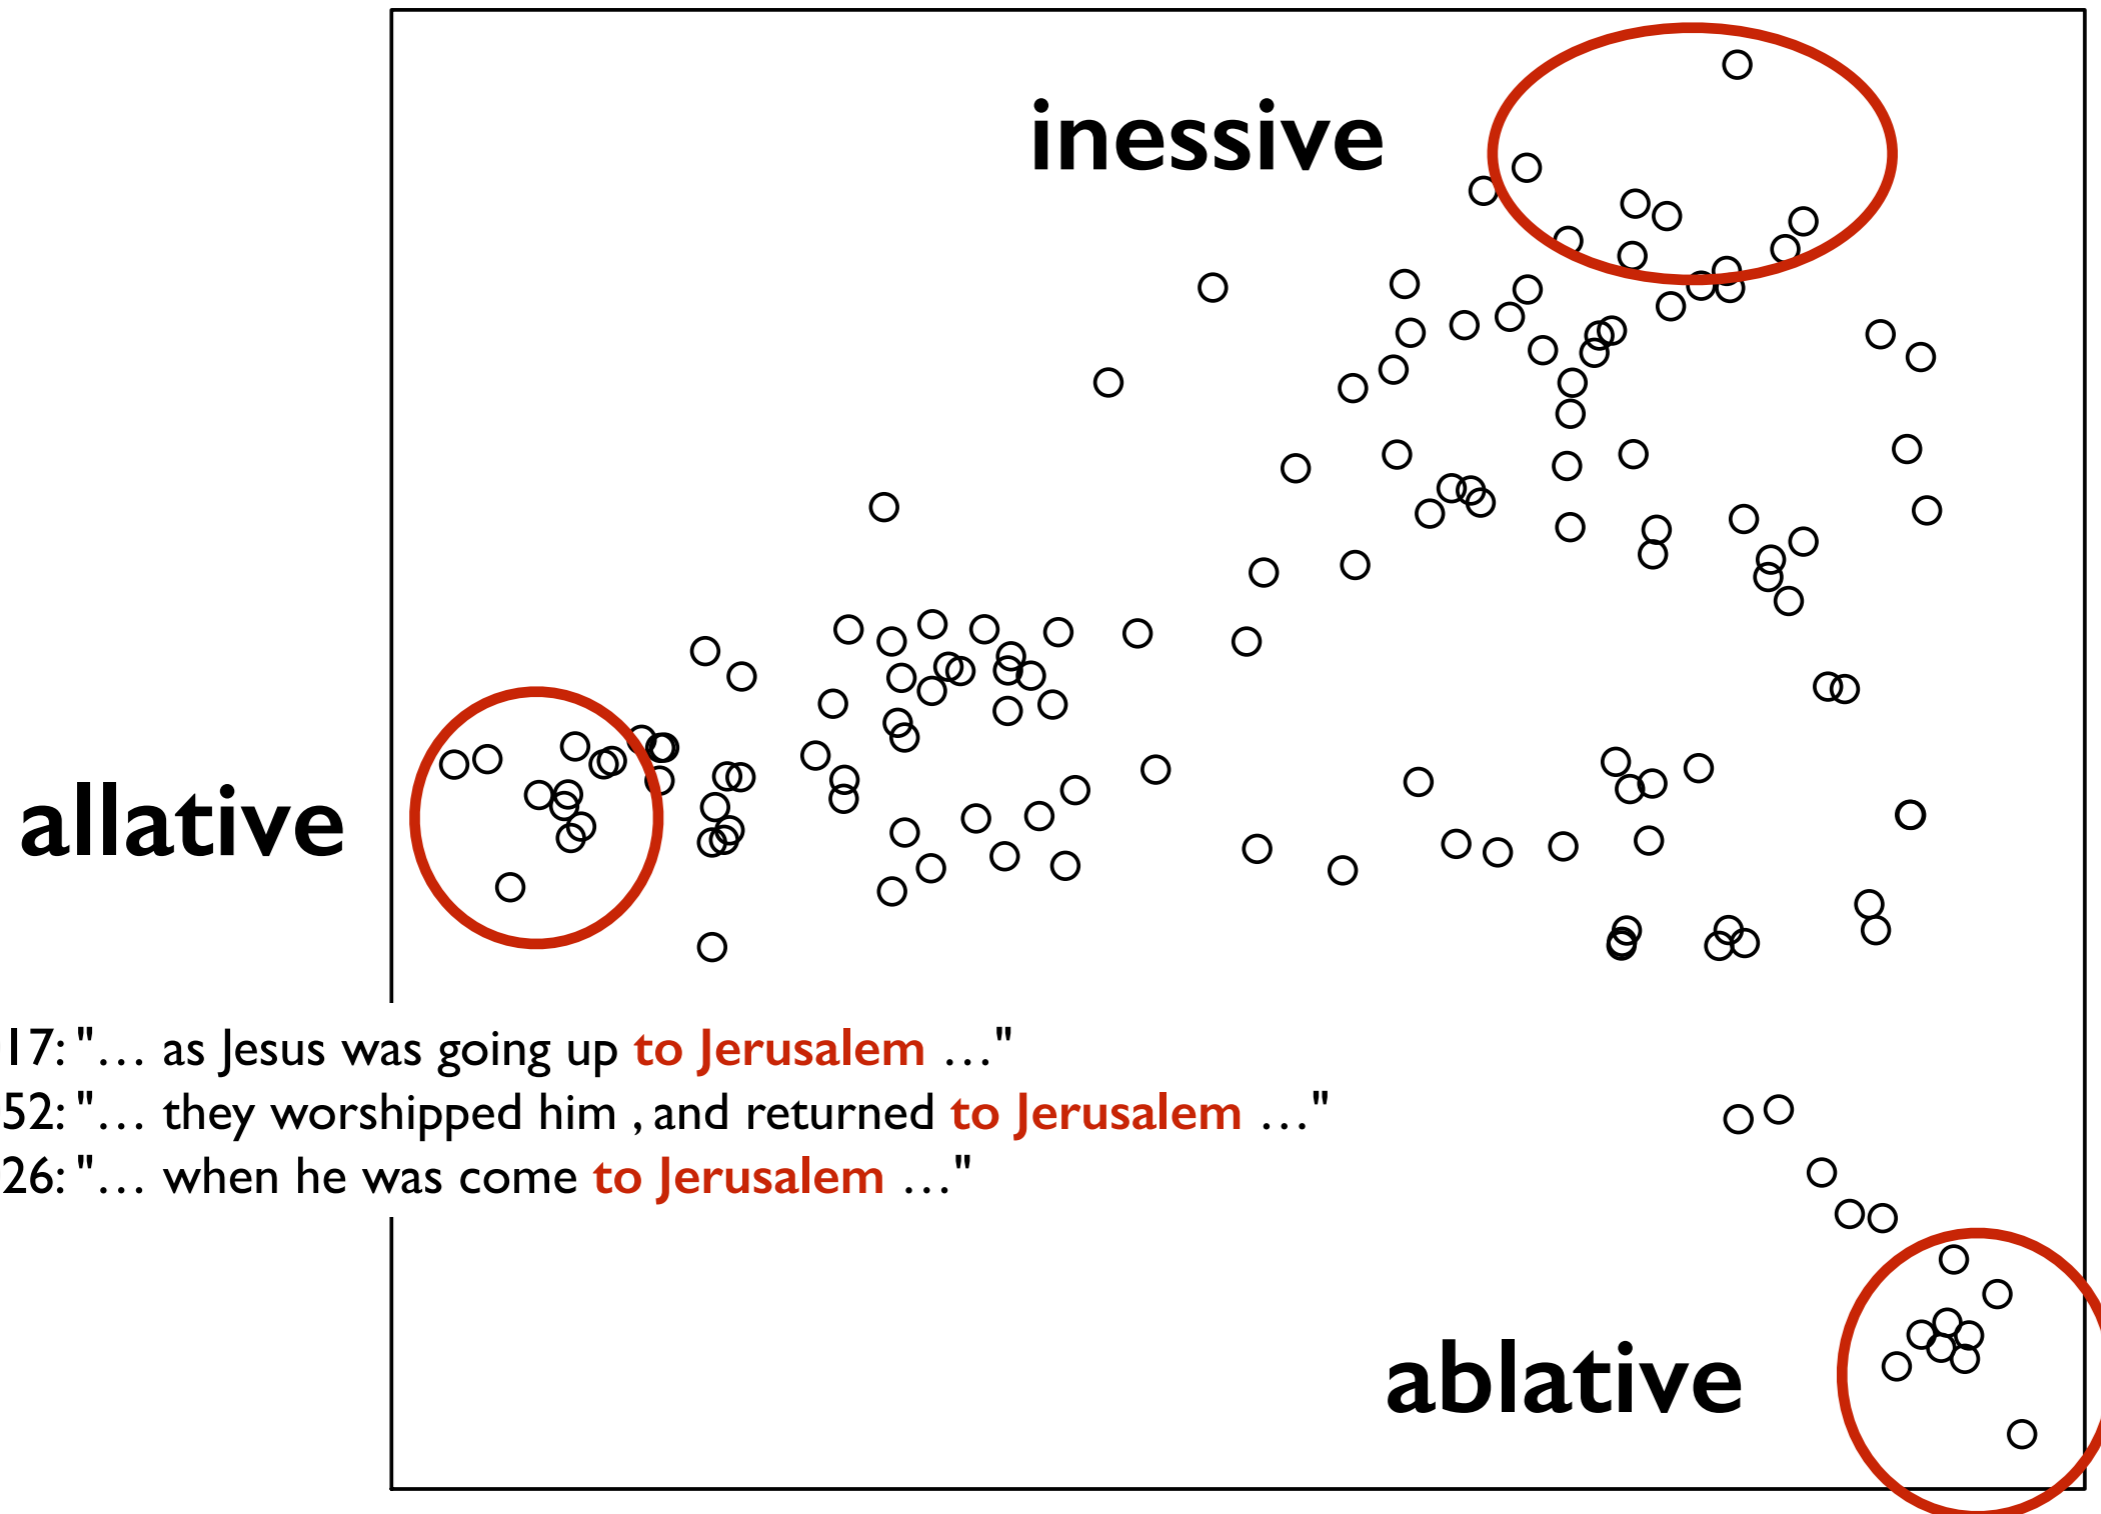 inessive
allative
17: "… as Jesus was going up to Jerusalem …"
52: "… they worshipped him , and returned to Jerusalem …"
26: "… when he was come to Jerusalem …"
ablative